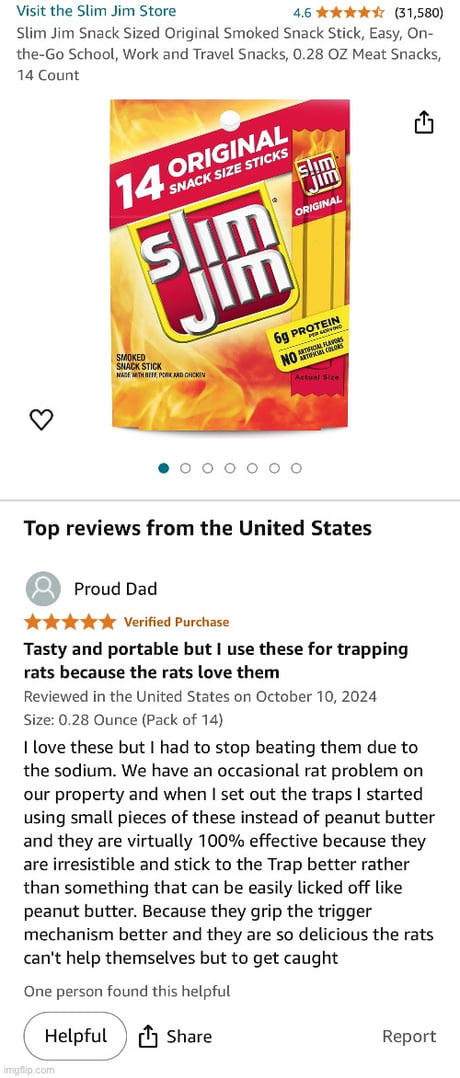 Visit the Slim Jim Store
4.6 (31,580)
Slim Jim Snack Sized Original Smoked Snack Stick, Easy, On-
the-Go School, Work and Travel Snacks, 0.28 OZ Meat Snacks,
14 Count
14 ORIGINAL
SNACK SIZE STICKS
slim
jim
ORIGINAL
slim
jim
®
6g PROTEIN
PER SERVING
NO ARTIFICIAL FLAVORS
ARTIFICIAL COLORS
SMOKED
SNACK STICK
MADE WITH BEEF, PORK AND CHICKEN
Actual Size
Top reviews from the United States
Proud Dad
Verified Purchase
Tasty and portable but I use these for trapping
rats because the rats love them
Reviewed in the United States on October 10, 2024
Size: 0.28 Ounce (Pack of 14)
I love these but I had to stop beating them due to
the sodium. We have an occasional rat problem on
our property and when I set out the traps I started
using small pieces of these instead of peanut butter
and they are virtually 100% effective because they
are irresistible and stick to the Trap better rather
than something that can be easily licked off like
peanut butter. Because they grip the trigger
mechanism better and they are so delicious the rats
can't help themselves but to get caught
One person found this helpful
Helpful
Share
Report
imgflip.com